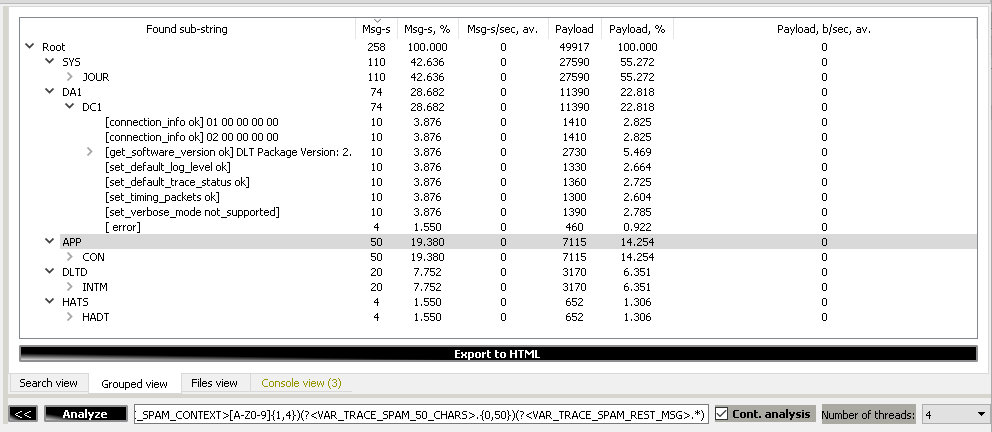 Found sub-string Msg-s Msg-s, % Msg-s/sec, av. Payload Payload, % Payload, b/sec, av.
Root 258 100.000 0 49917 100.000 0
SYS 110 42.636 0 27590 55.272 0
JOUR 110 42.636 0 27590 55.272 0
DA1 74 28.682 0 11390 22.818 0
DC1 74 28.682 0 11390 22.818 0
[connection_info ok] 01 00 00 00 00 10 3.876 0 1410 2.825 0
[connection_info ok] 02 00 00 00 00 10 3.876 0 1410 2.825 0
[get_software_version ok] DLT Package Version: 2. 10 3.876 0 2730 5.469 0
[set_default_log_level ok] 10 3.876 0 1330 2.664 0
[set_default_trace_status ok] 10 3.876 0 1360 2.725 0
[set_timing_packets ok] 10 3.876 0 1300 2.604 0
[set_verbose_mode not_supported] 10 3.876 0 1390 2.785 0
[ error] 4 1.550 0 460 0.922 0
APP 50 19.380 0 7115 14.254 0
CON 50 19.380 0 7115 14.254 0
DLTD 20 7.752 0 3170 6.351 0
INTM 20 7.752 0 3170 6.351 0
HATS 4 1.550 0 652 1.306 0
HADT 4 1.550 0 652 1.306 0
Export to HTML
Search view Grouped view Files view Console view (3)
<< Analyze _SPAM_CONTEXT>[A-Z0-9]{1,4})(?<VAR_TRACE_SPAM_50_CHARS>.{0,50})(?<VAR_TRACE_SPAM_REST_MSG>.*) Cont. analysis Number of threads: 4